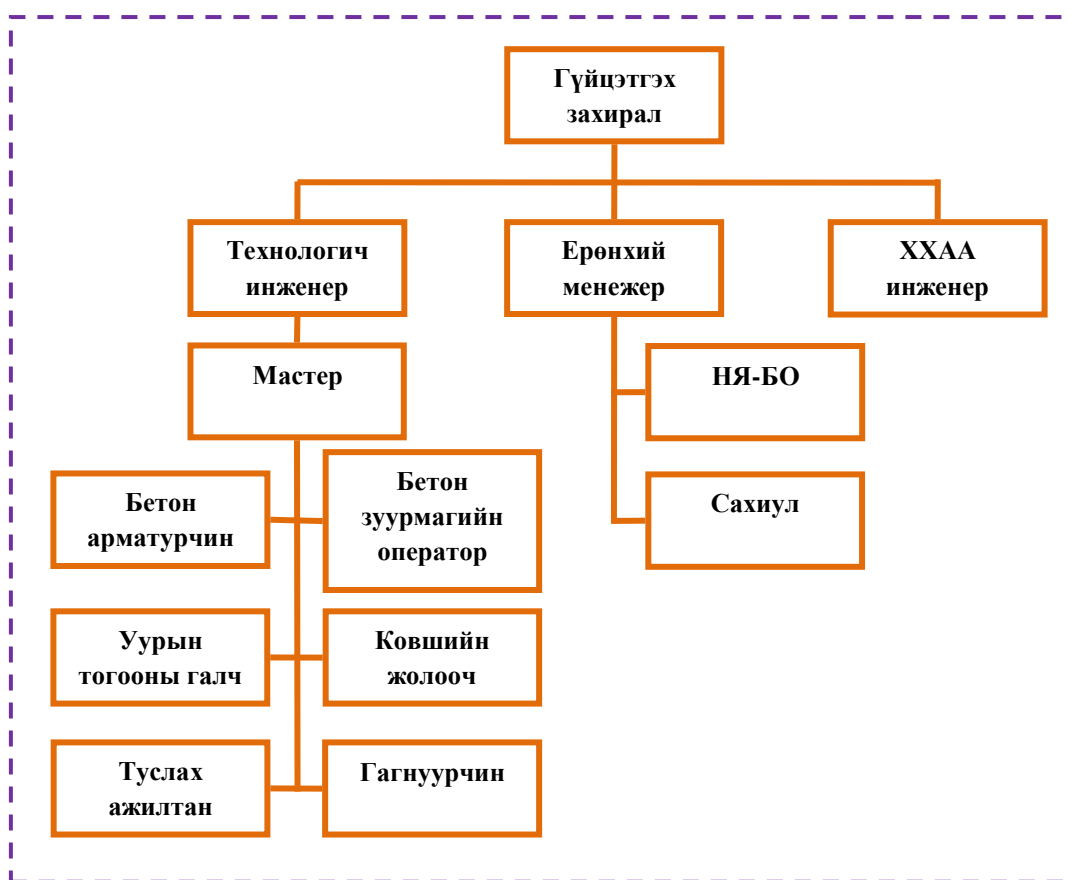 Гүйцэтгэх
захирал
Технологич
инженер
Ерөнхий
менежер
ХХАА
инженер
Мастер
НЯ-БО
Сахиул
Бетон
арматурчин
Бетон
зуурмагийн
оператор
Уурын
тогооны галч
Ковшийн
жолооч
Туслах
ажилтан
Гагнуурчин